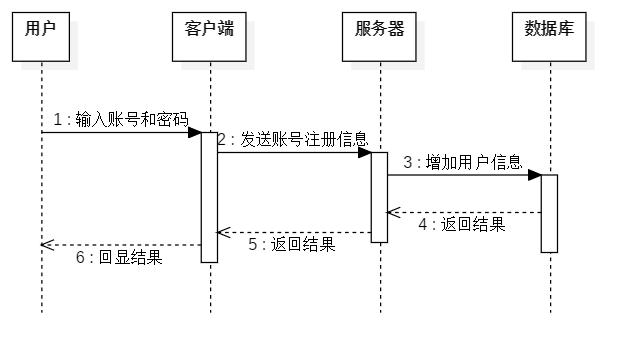 用户
客户端
服务器
数据库
1 : 输入账号和密码
2 : 发送账号注册信息
3 : 增加用户信息
4 : 返回结果
5 : 返回结果
6 : 回显结果